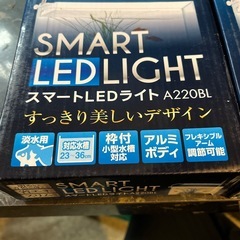 SMART
LEDLIGHT
スマートLEDライト A220BL
すっきり美しいデザイン
淡水用
対応水槽
23~36cm
枠付
小型水槽
対応
アルミ
ボディ
フレキシブル
アーム
調節可能
SMART
LEDLIGHT